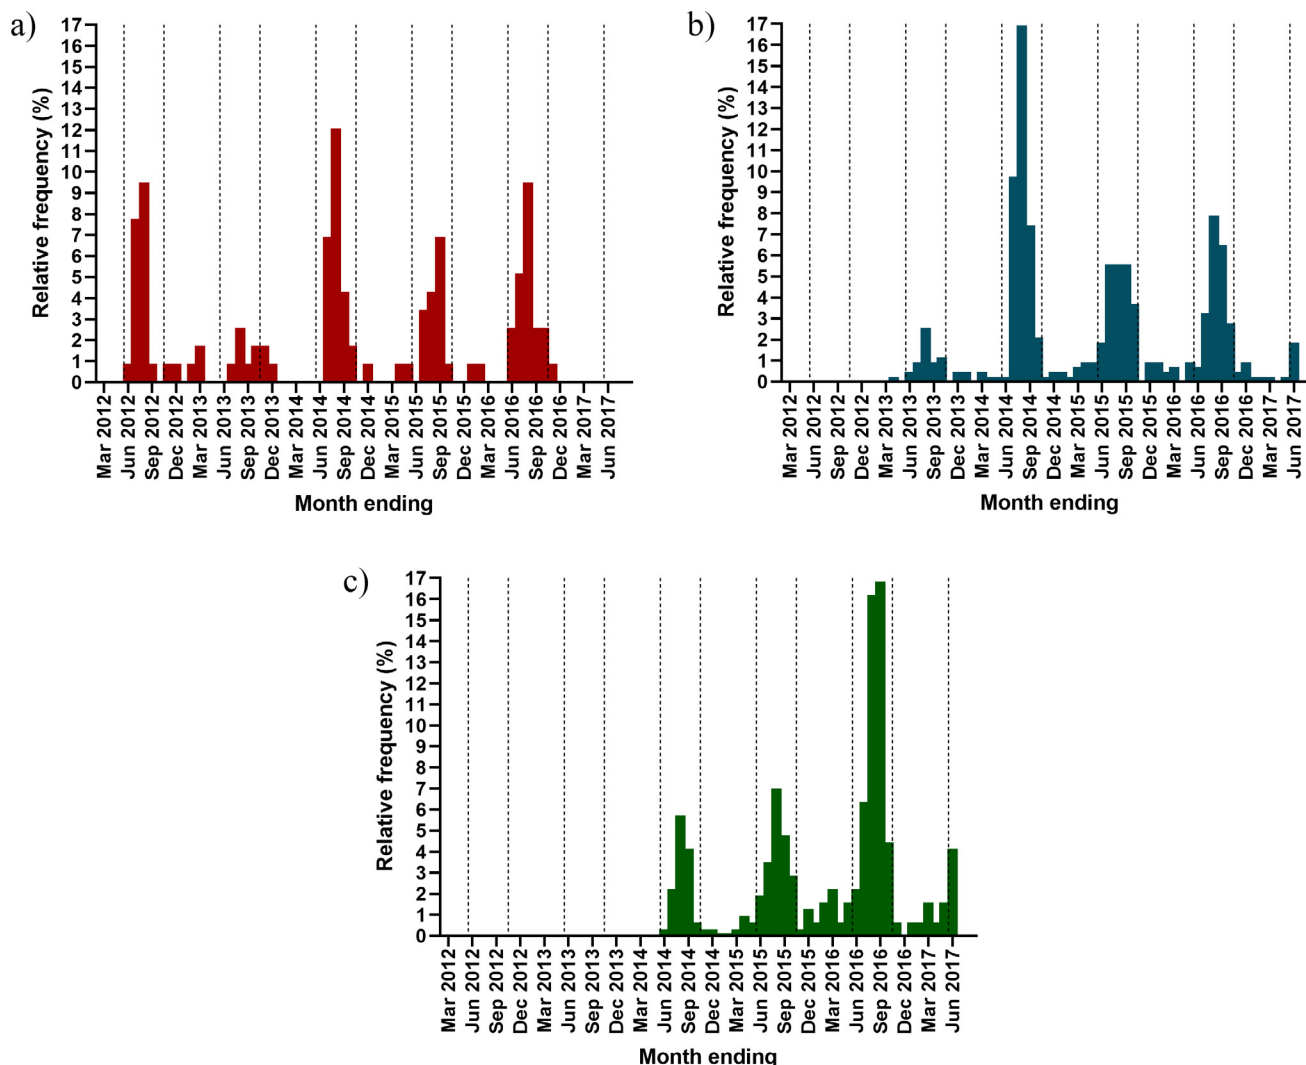 a)
Relative frequency (%)
17
16
15
14
13
12
11
10
9
8
7
6
5
4
3
2
1
0
Mar 2012
Jun 2012
Sep 2012
Dec 2012
Mar 2013
Jun 2013
Sep 2013
Dec 2013
Mar 2014
Jun 2014
Sep 2014
Dec 2014
Mar 2015
Jun 2015
Sep 2015
Dec 2015
Mar 2016
Jun 2016
Sep 2016
Dec 2016
Mar 2017
Jun 2017
Month ending
b)
Relative frequency (%)
17
16
15
14
13
12
11
10
9
8
7
6
5
4
3
2
1
0
Mar 2012
Jun 2012
Sep 2012
Dec 2012
Mar 2013
Jun 2013
Sep 2013
Dec 2013
Mar 2014
Jun 2014
Sep 2014
Dec 2014
Mar 2015
Jun 2015
Sep 2015
Dec 2015
Mar 2016
Jun 2016
Sep 2016
Dec 2016
Mar 2017
Jun 2017
Month ending
c)
Relative frequency (%)
17
16
15
14
13
12
11
10
9
8
7
6
5
4
3
2
1
0
Mar 2012
Jun 2012
Sep 2012
Dec 2012
Mar 2013
Jun 2013
Sep 2013
Dec 2013
Mar 2014
Jun 2014
Sep 2014
Dec 2014
Mar 2015
Jun 2015
Sep 2015
Dec 2015
Mar 2016
Jun 2016
Sep 2016
Dec 2016
Mar 2017
Jun 2017
Month ending